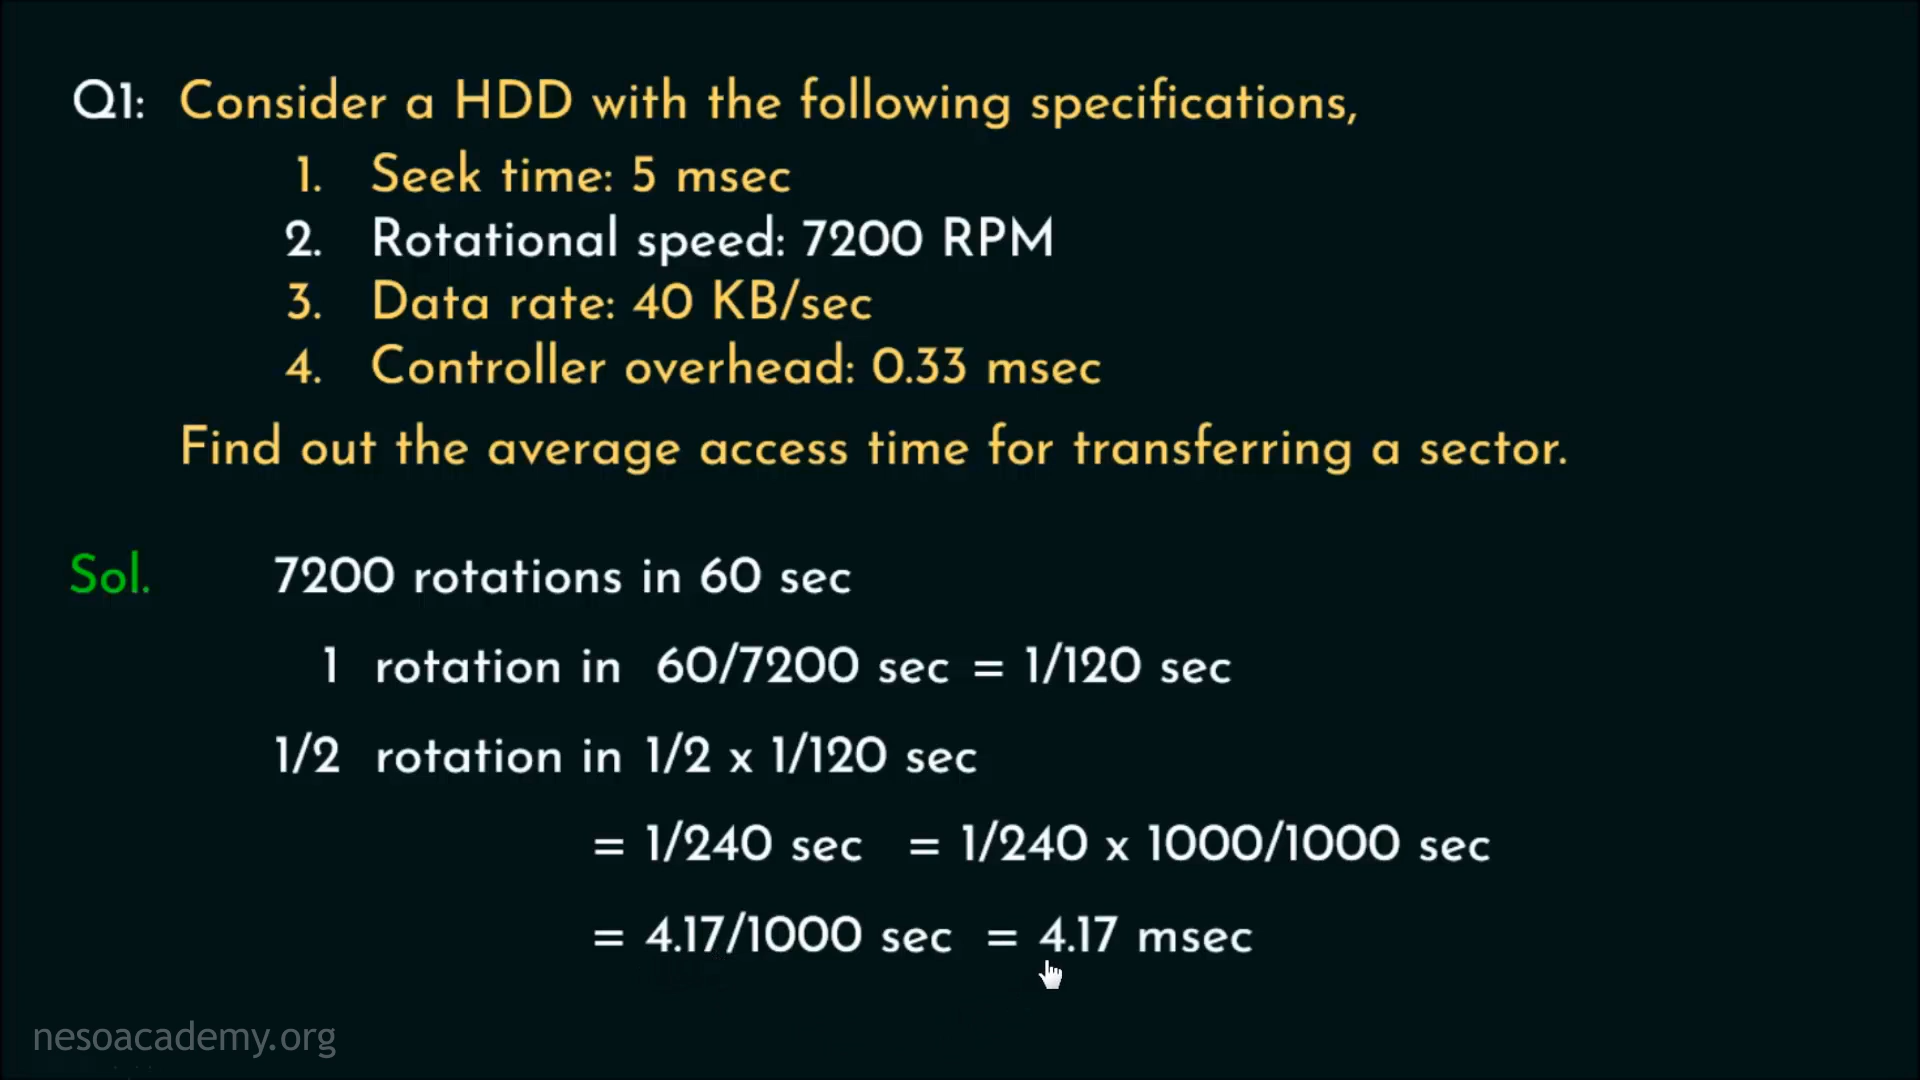 Q1: Consider a HDD with the following specifications,
1. Seek time: 5 msec
2. Rotational speed: 7200 RPM
3. Data rate: 40 KB/sec
4. Controller overhead: 0.33 msec
Find out the average access time for transferring a sector.
Sol. 7200 rotations in 60 sec
1 rotation in 60/7200 sec = 1/120 sec
1/2 rotation in 1/2 x 1/120 sec
= 1/240 sec = 1/240 x 1000/1000 sec
= 4.17/1000 sec = 4.17 msec
nesoacademy.org